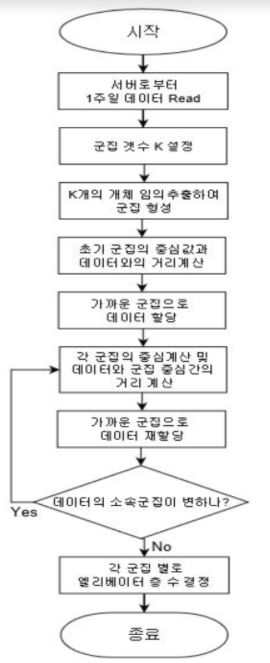 시작
서버로부터
1주일 데이터 Read
군집 갯수 K 설정
K개의 개체 임의추출하여
군집 형성
초기 군집의 중심값과
데이터와의 거리계산
가까운 군집으로
데이터 할당
각 군집의 중심계산 및
데이터와 군집 중심간의
거리 계산
가까운 군집으로
데이터 재할당
데이터의 소속군집이 변하나?
Yes
No
각 군집 별로
엘리베이터 층 수 결정
종료